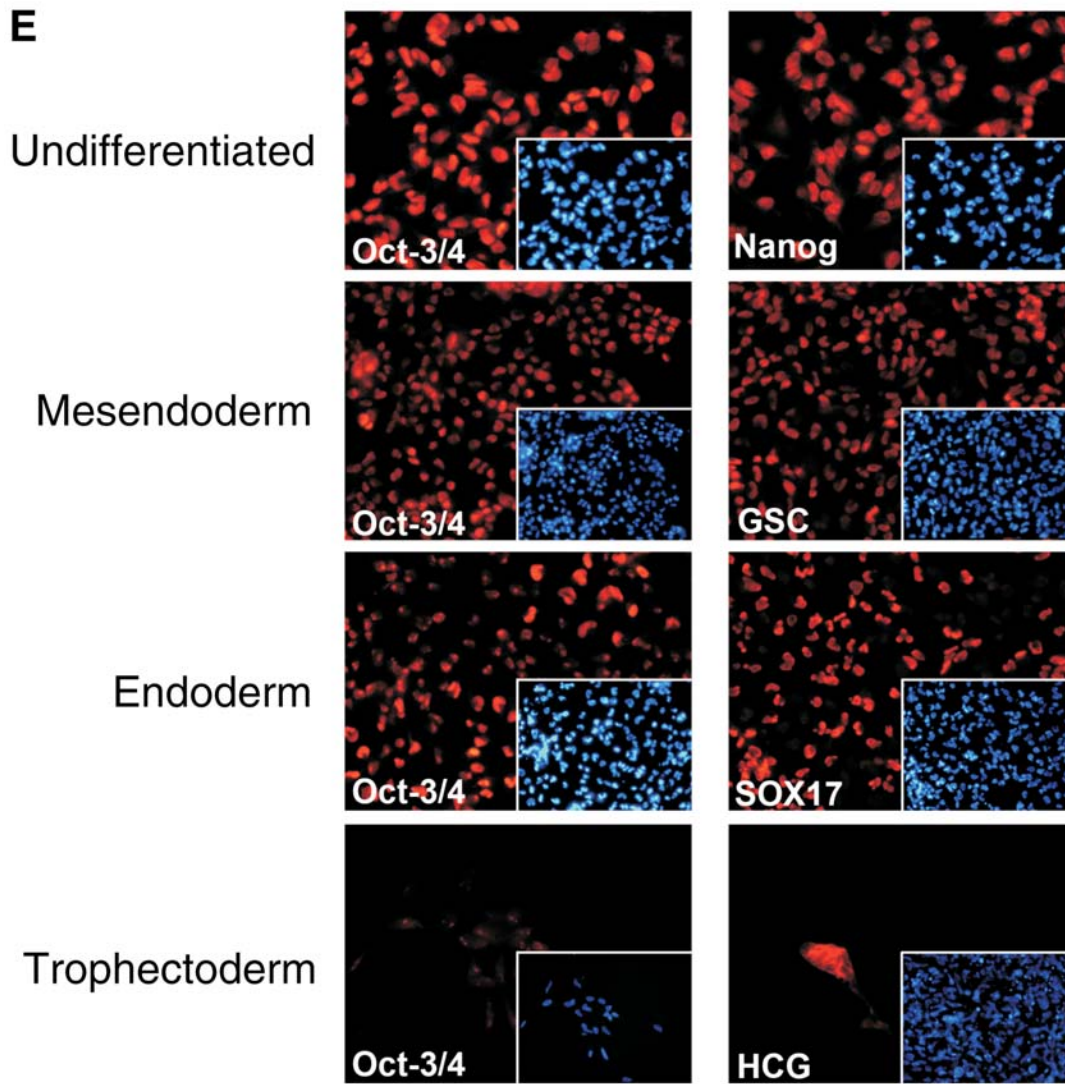 E
Undifferentiated
Oct-3/4
Nanog
Mesendoderm
Oct-3/4
GSC
Endoderm
Oct-3/4
SOX17
Trophectoderm
Oct-3/4
HCG